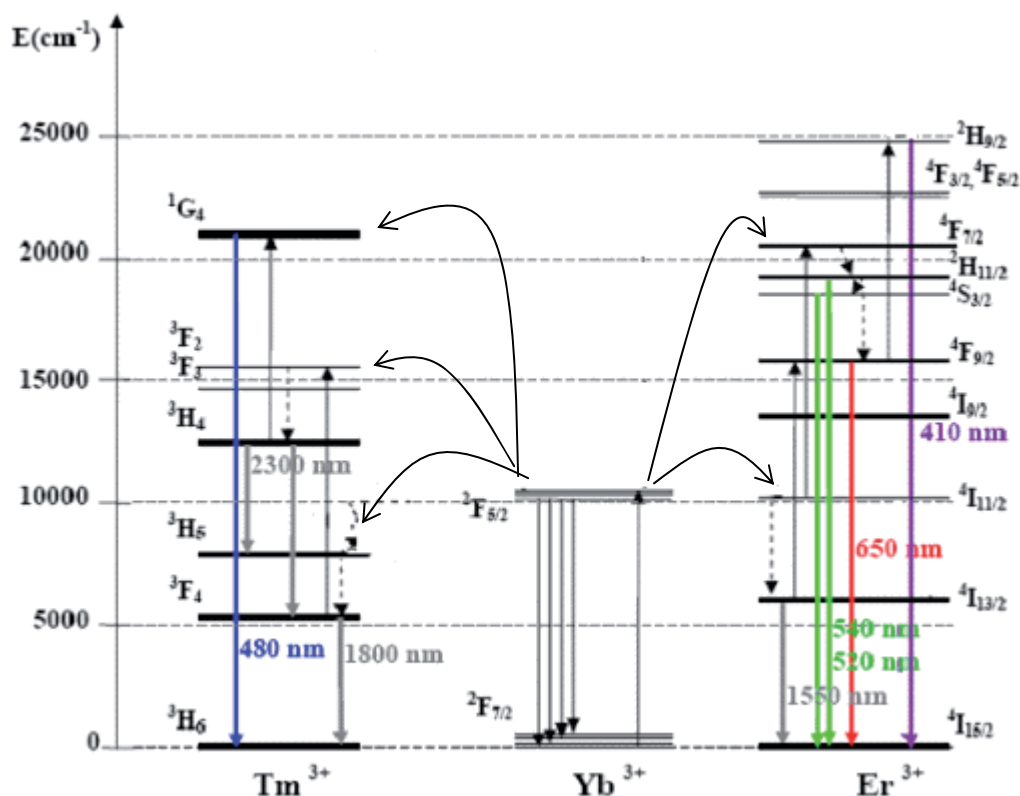 E(cm⁻¹)
25000
20000
15000
10000
5000
0
¹G₄
³F₂
³F₃
³H₄
³H₅
³F₄
³H₆
2300 nm
480 nm
1800 nm
Tm ³⁺
²F₅/₂
²F₇/₂
Yb ³⁺
²H₉/₂
⁴F₃/₂,⁴F₅/₂
⁴F₇/₂
²H₁₁/₂
⁴S₃/₂
⁴F₉/₂
⁴I₉/₂
410 nm
⁴I₁₁/₂
650 nm
⁴I₁₃/₂
540 nm
520 nm
1550 nm
⁴I₁₅/₂
Er ³⁺